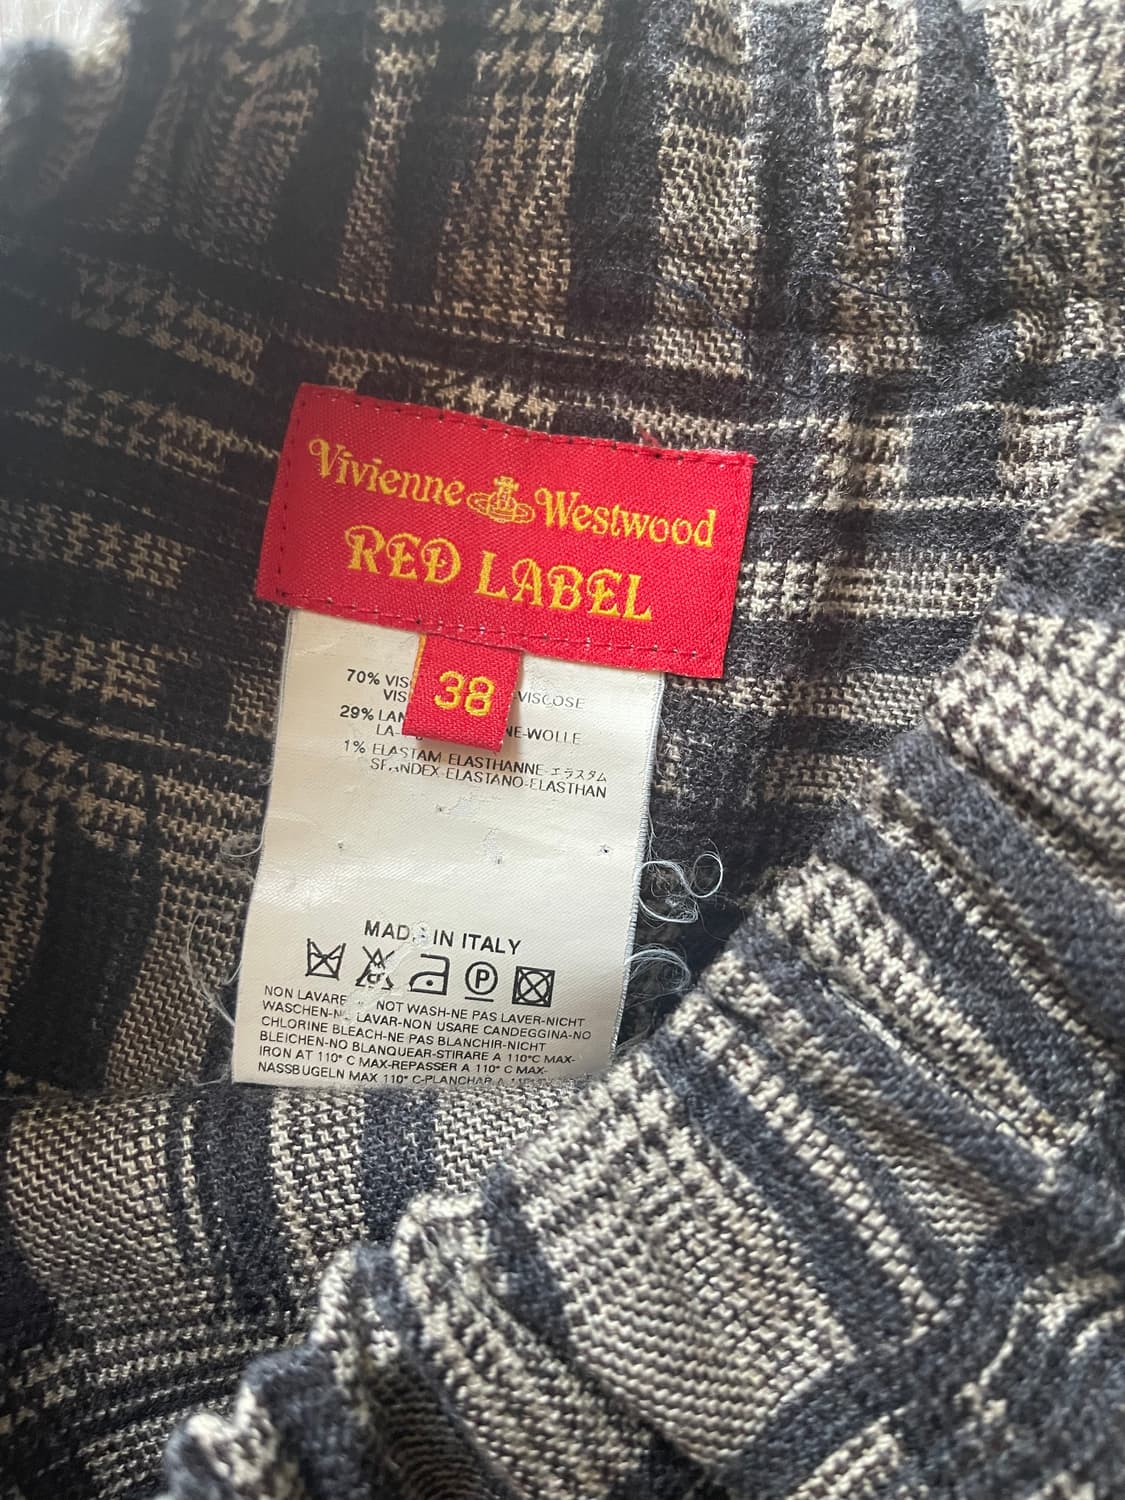 Vivienne Westwood
RED LABEL
38
70% VIS -VISCOSE
VIS
29% LAN NE-WOLLE
LA-
1% ELASTAM ELASTHANNE-エラスタム
SPANDEX-ELASTANO-ELASTHAN
MADE IN ITALY
P
NON LAVARE NOT WASH-NE PAS LAVER-NICHT
WASCHEN-NO LAVAR-NON USARE CANDEGGINA-NO
CHLORINE BLEACH-NE PAS BLANCHIR-NICHT
BLEICHEN-NO BLANQUEAR-STIRARE A 110°C MAX-
IRON AT 110° C MAX-REPASSER A 110° C MAX-
NASSBUGELN MAX 110° C-PLANCHAR A